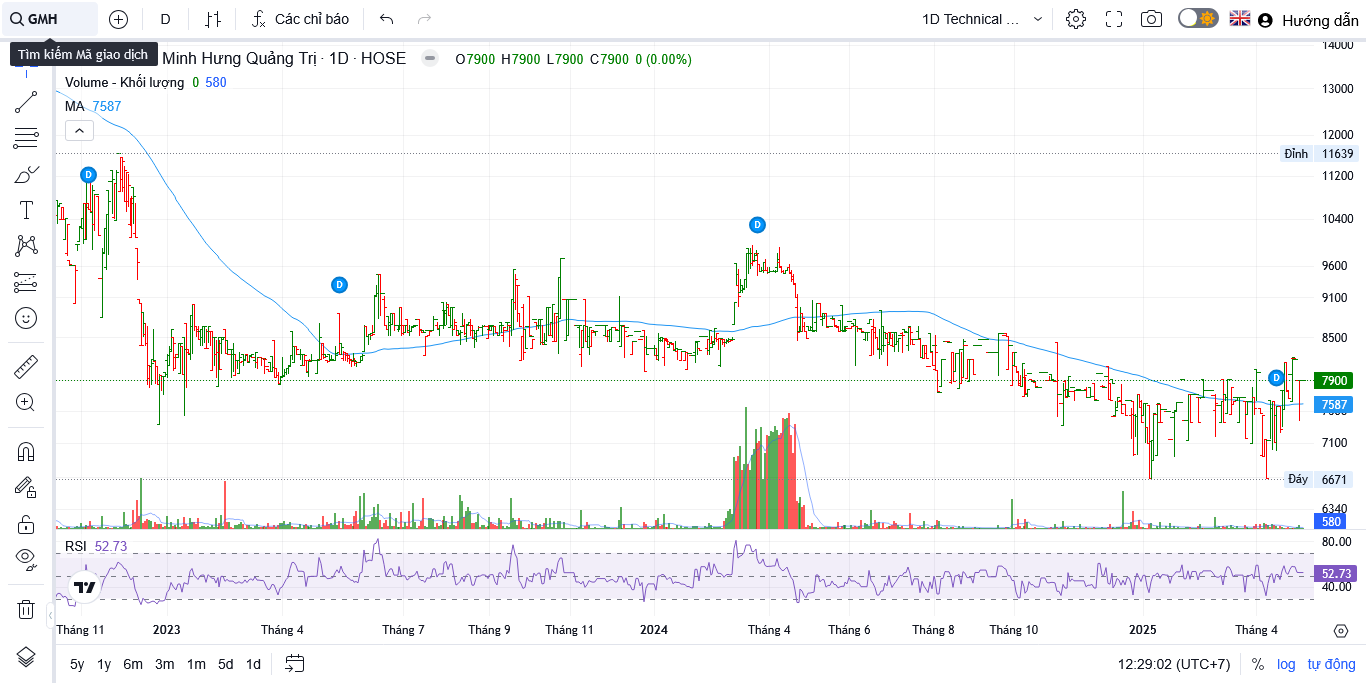 GMH
D
Các chỉ báo
1D Technical ...
Hướng dẫn
Tìm kiếm Mã giao dịch
Minh Hưng Quảng Trị · 1D · HOSE
O7900 H7900 L7900 C7900 0 (0.00%)
Volume - Khối lượng 0 580
MA 7587
D
D
D
D
14000
13000
12000
Đỉnh 11639
11200
10400
9600
9100
8500
7900
7587
7100
Đáy 6671
6340
580
RSI 52.73
80.00
52.73
40.00
Tháng 11 2023 Tháng 4 Tháng 7 Tháng 9 Tháng 11 2024 Tháng 4 Tháng 6 Tháng 8 Tháng 10 2025 Tháng 4
5y 1y 6m 3m 1m 5d 1d
12:29:02 (UTC+7) % log tự động